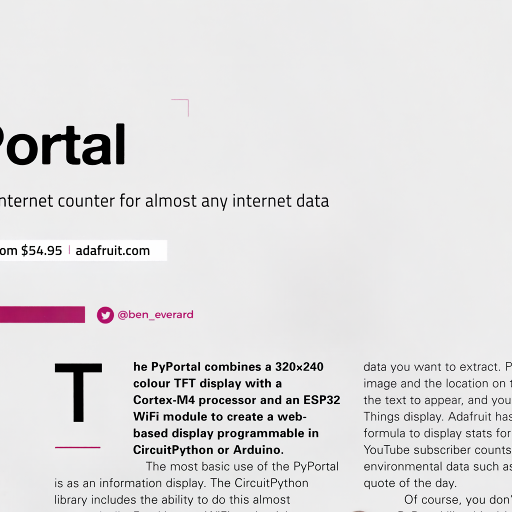 Portal
nternet counter for almost any internet data
om $54.95 | adafruit.com
@ben_everard
The PyPortal combines a 320x240
colour TFT display with a
Cortex-M4 processor and an ESP32
WiFi module to create a web-
based display programmable in
CircuitPython or Arduino.
The most basic use of the PyPortal
is as an information display. The CircuitPython
library includes the ability to do this almost
data you want to extract. P
image and the location on t
the text to appear, and you
Things display. Adafruit has
formula to display stats for
YouTube subscriber counts
environmental data such as
quote of the day.
Of course, you don'